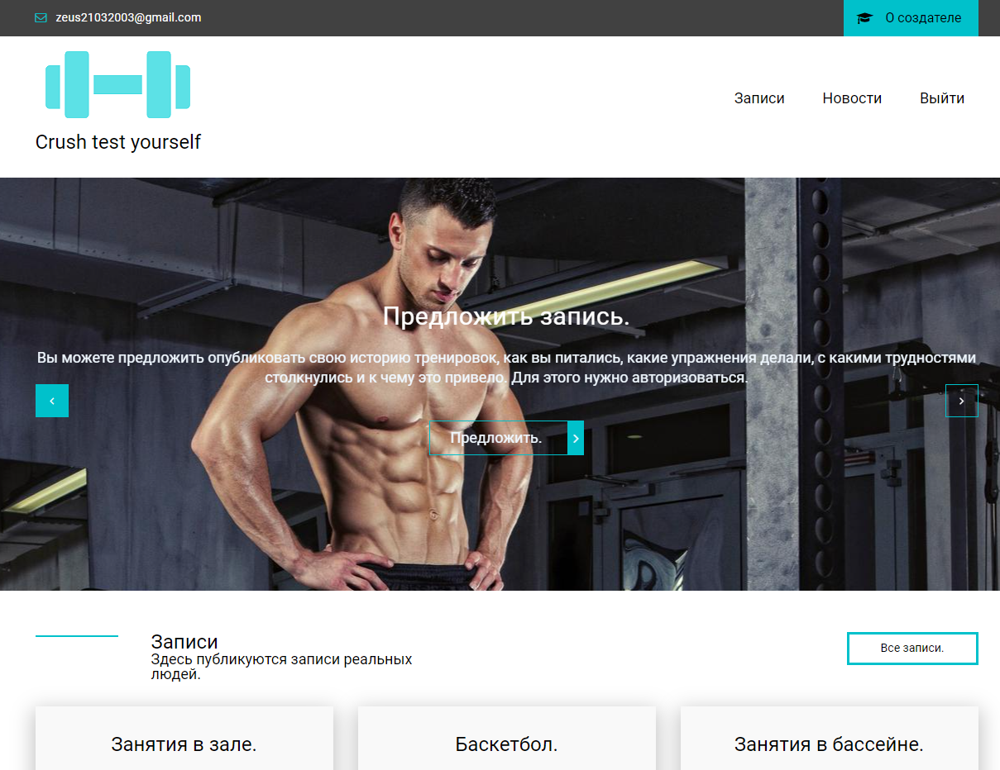 zeus21032003@gmail.com
О создателе
Crush test yourself
Записи
Новости
Выйти
Предложить запись.
Вы можете предложить опубликовать свою историю тренировок, как вы питались, какие упражнения делали, с какими трудностями
столкнулись и к чему это привело. Для этого нужно авторизоваться.
Предложить.
Записи
Здесь публикуются записи реальных
людей.
Все записи.
Занятия в зале.
Баскетбол.
Занятия в бассейне.